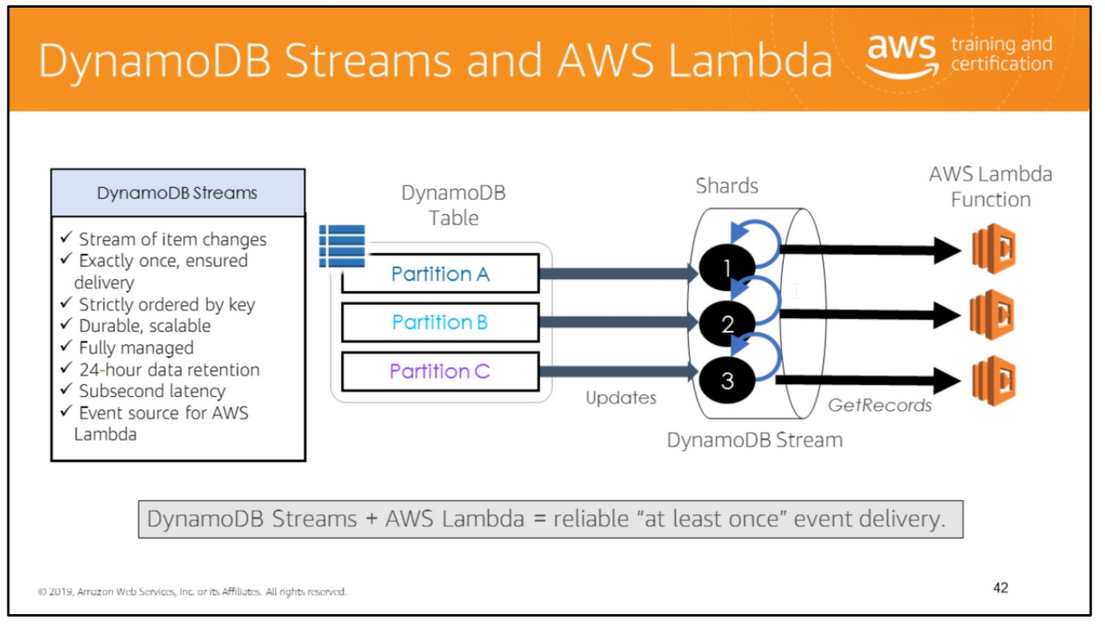 DynamoDB Streams and AWS Lambda
aws
training and
certification
DynamoDB Streams
✓ Stream of item changes
✓ Exactly once, ensured
delivery
✓ Strictly ordered by key
✓ Durable, scalable
✓ Fully managed
✓ 24-hour data retention
✓ Subsecond latency
✓ Event source for AWS
Lambda
DynamoDB
Table
Partition A
Partition B
Partition C
Updates
Shards
1
2
3
DynamoDB Stream
GetRecords
AWS Lambda
Function
DynamoDB Streams + AWS Lambda = reliable “at least once” event delivery.
© 2019, Amazon Web Services, Inc. or its Affiliates. All rights reserved.
42